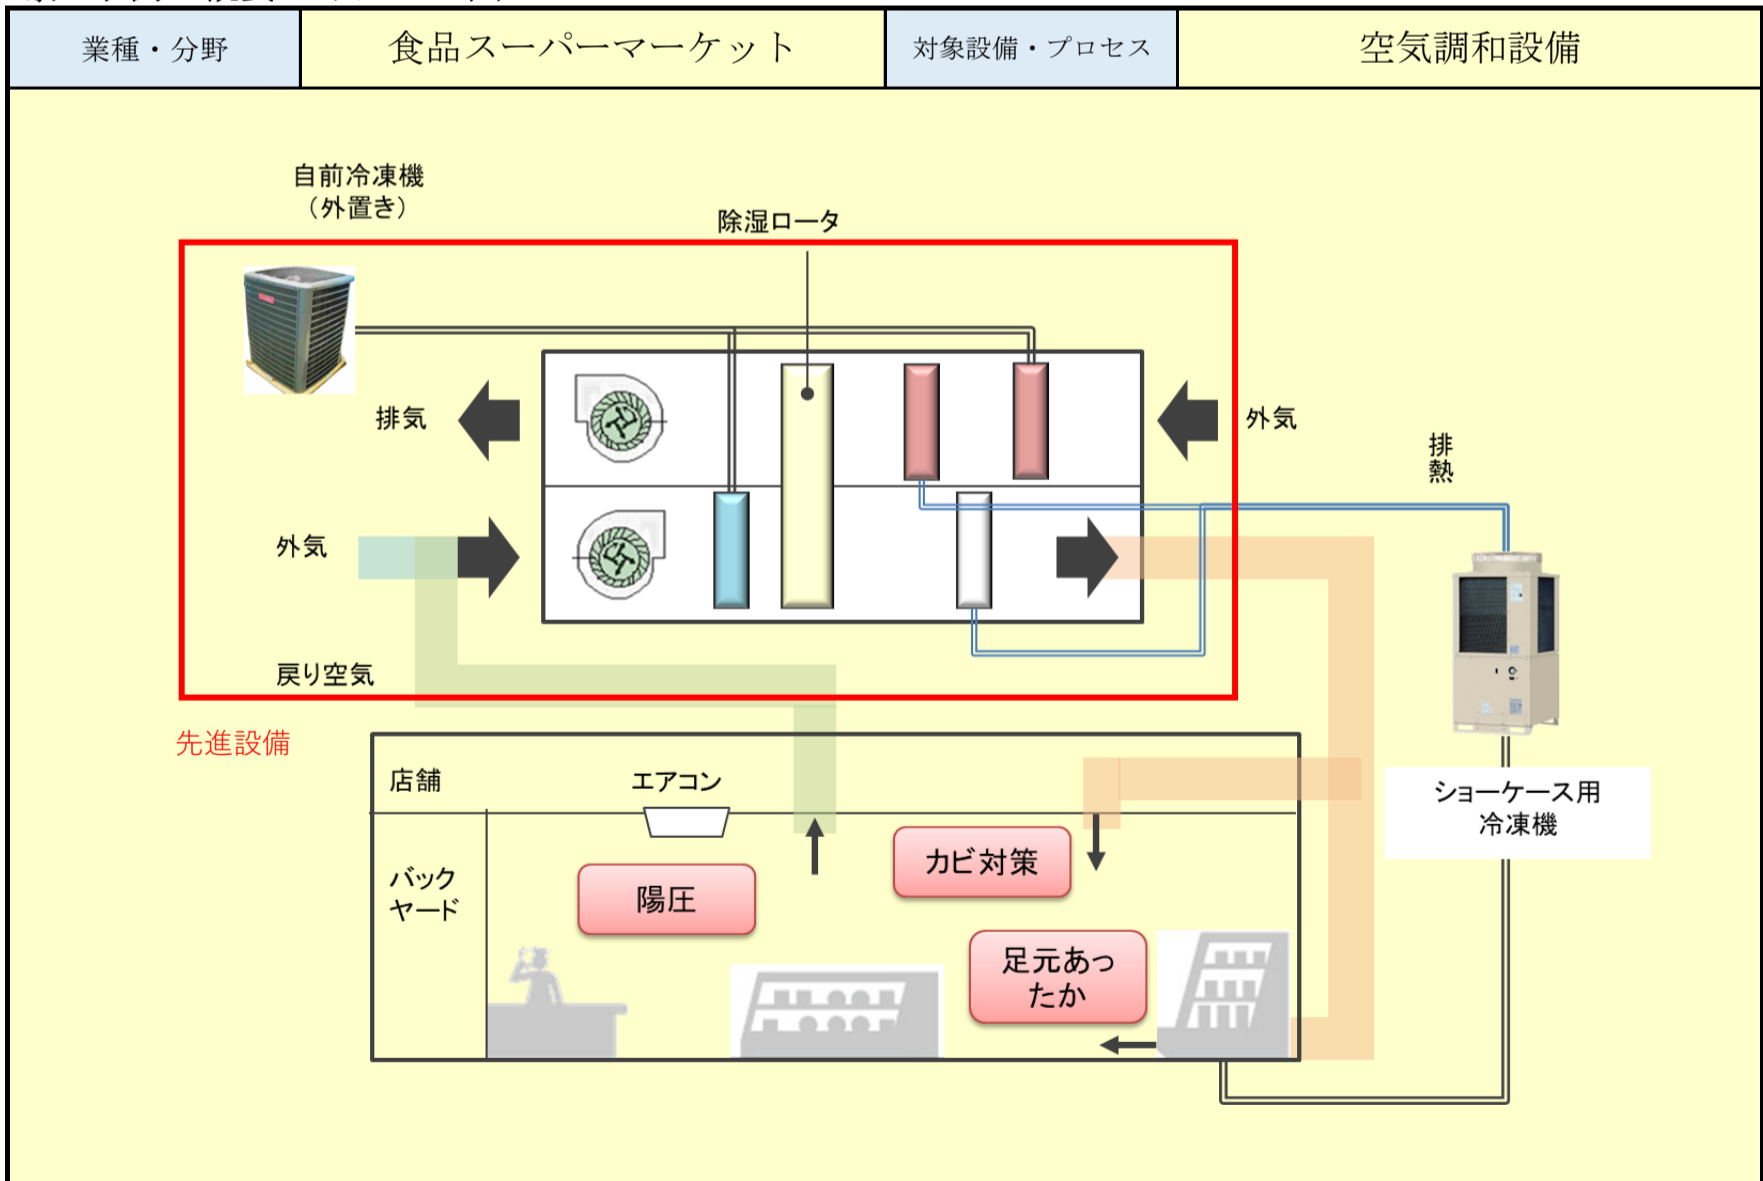 業種・分野
食品スーパーマーケット
対象設備・プロセス
空気調和設備
自前冷凍機
（外置き）
除湿ロータ
排気
外気
排
熱
外気
戻り空気
先進設備
店舗
エアコン
ショーケース用
冷凍機
バック
ヤード
陽圧
カビ対策
足元あっ
たか